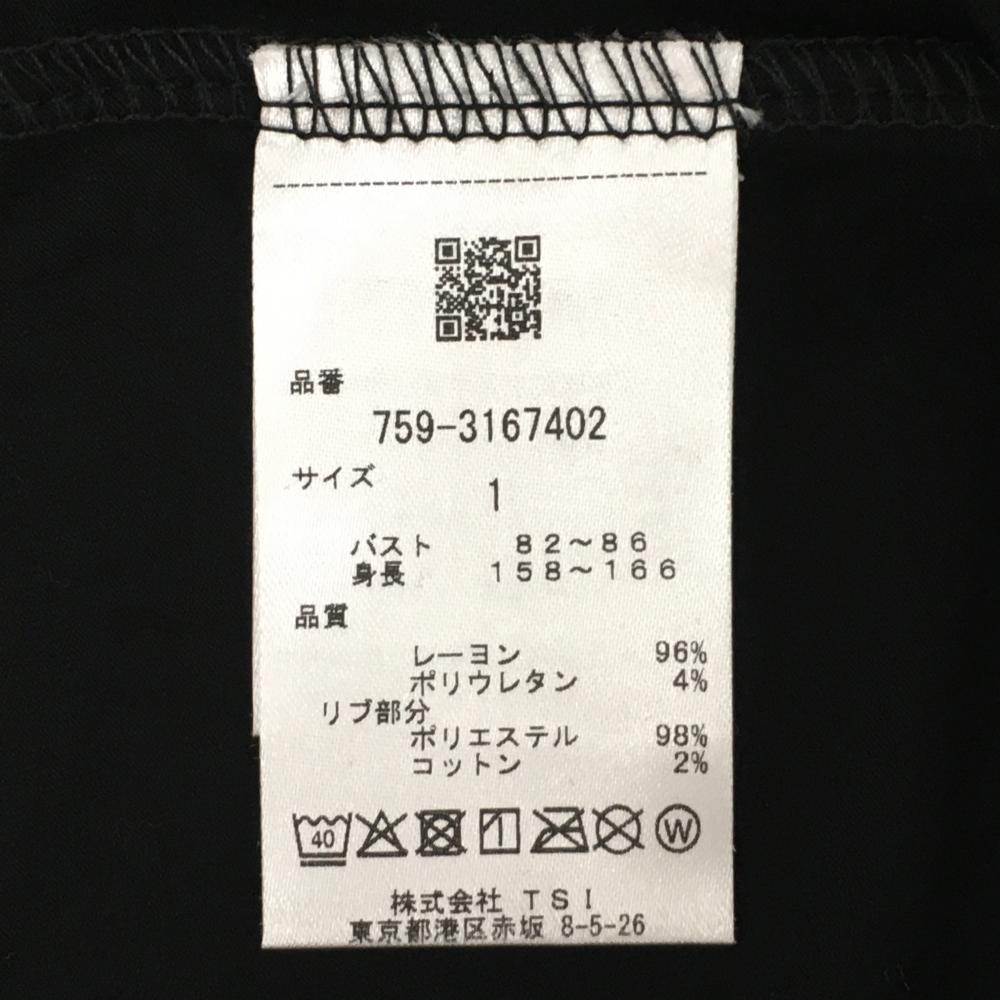 品番
759-3167402
サイズ
1
バスト 82～86
身長 158～166
品質
レーヨン 96%
ポリウレタン 4%
リブ部分
ポリエステル 98%
コットン 2%
40 W
株式会社 TSI
東京都港区赤坂 8-5-26